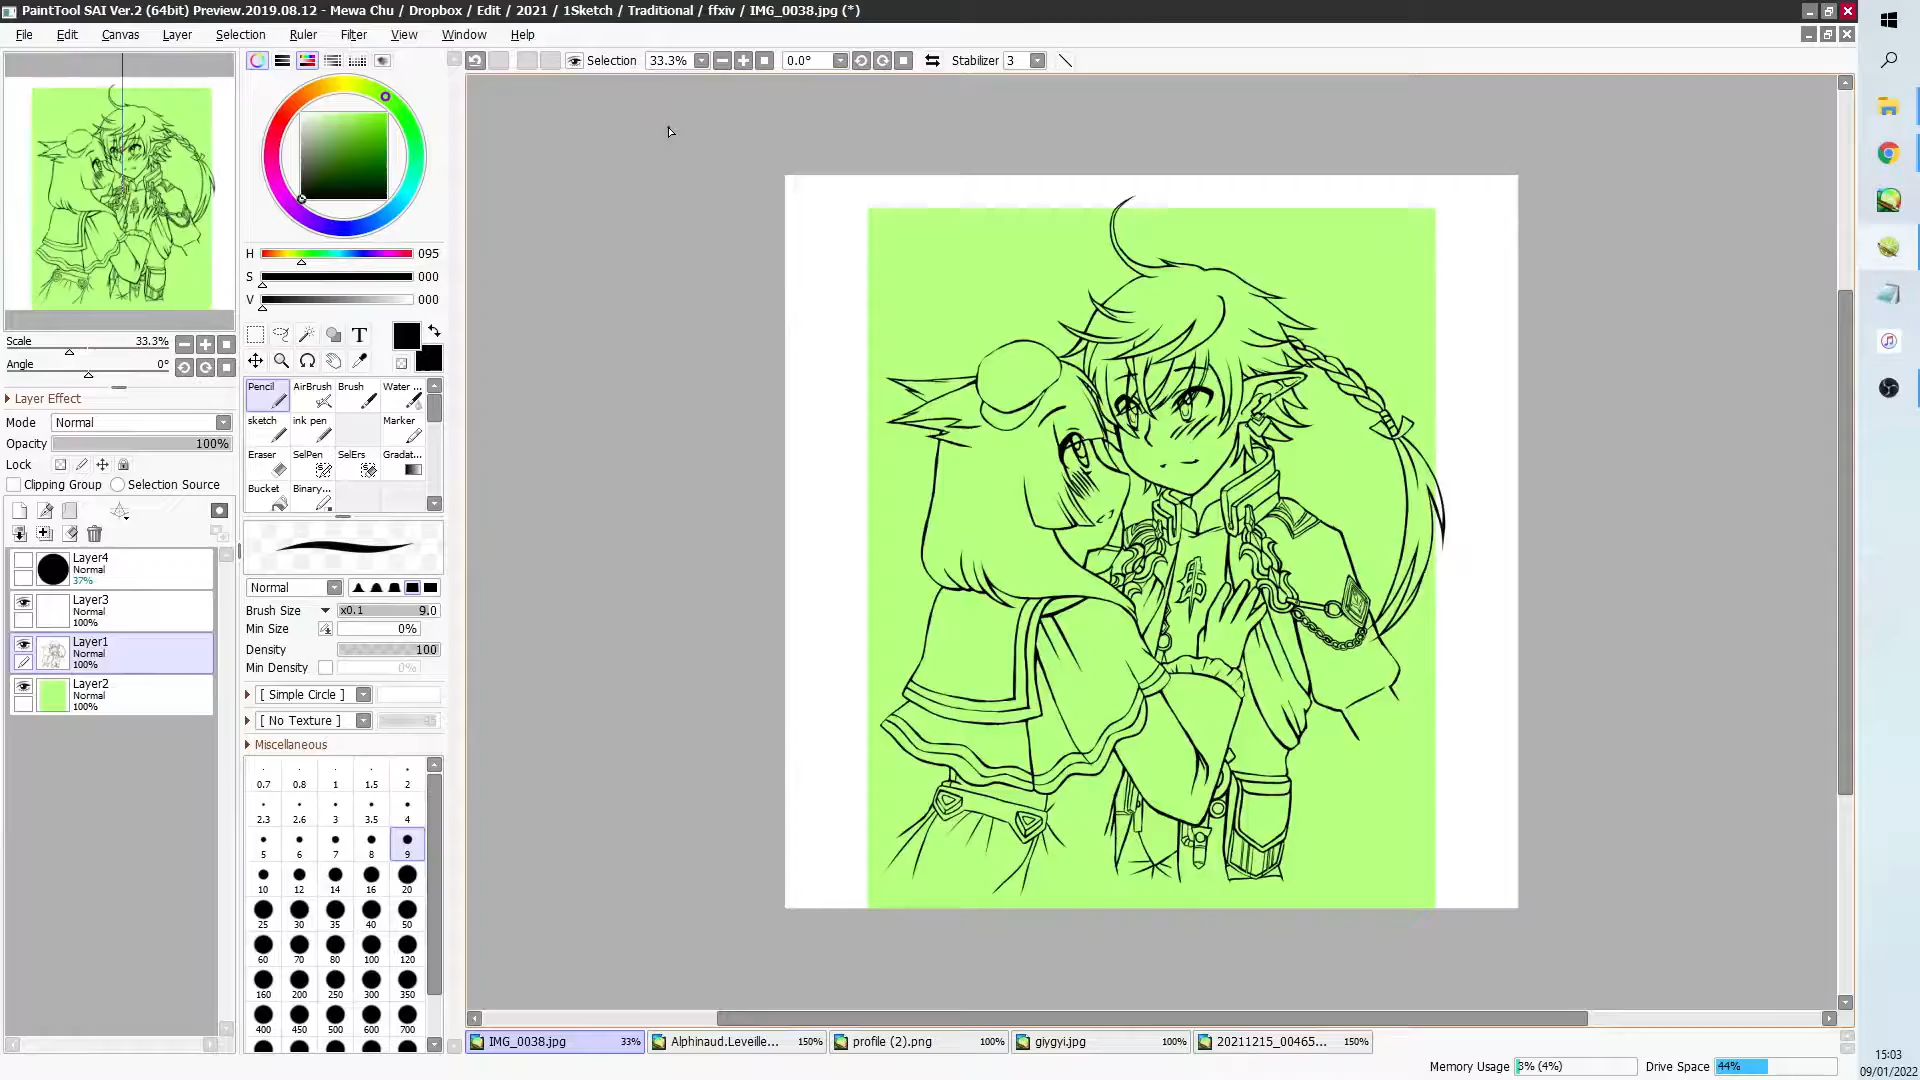 PaintTool SAI Ver.2 (64bit) Preview.2019.08.12 - Mewa Chu / Dropbox / Edit / 2021 / 1Sketch / Traditional / ffxiv / IMG_0038.jpg (*)
File Edit Canvas Layer Selection Ruler Filter View Window Help
Selection 33.3% 0.0° Stabilizer 3
H 095
S 000
V 000
Scale 33.3%
Angle 0°
Layer Effect
Mode Normal
Opacity 100%
Lock
Clipping Group Selection Source
Layer4
Normal
37%
Layer3
Normal
100%
Layer1
Normal
100%
Layer2
Normal
100%
T
Pencil AirBrush Brush Water ...
sketch ink pen Marker
Eraser SelPen SelErs Gradat...
Bucket Binary...
Normal
Brush Size x0.1 9.0
Min Size 0%
Density 100
Min Density 0%
[ Simple Circle ]
[ No Texture ] 
Miscellaneous
0.7 0.8 1 1.5 2
2.3 2.6 3 3.5 4
5 6 7 8 9
10 12 14 16 20
25 30 35 40 50
60 70 80 100 120
160 200 250 300 350
400 450 500 600 700
IMG_0038.jpg 33% Alphinaud.Leveille... 150% profile (2).png 100% giygyi.jpg 100% 20211215_00465... 150%
Memory Usage 3% (4%) Drive Space 44%
15:03
09/01/2022